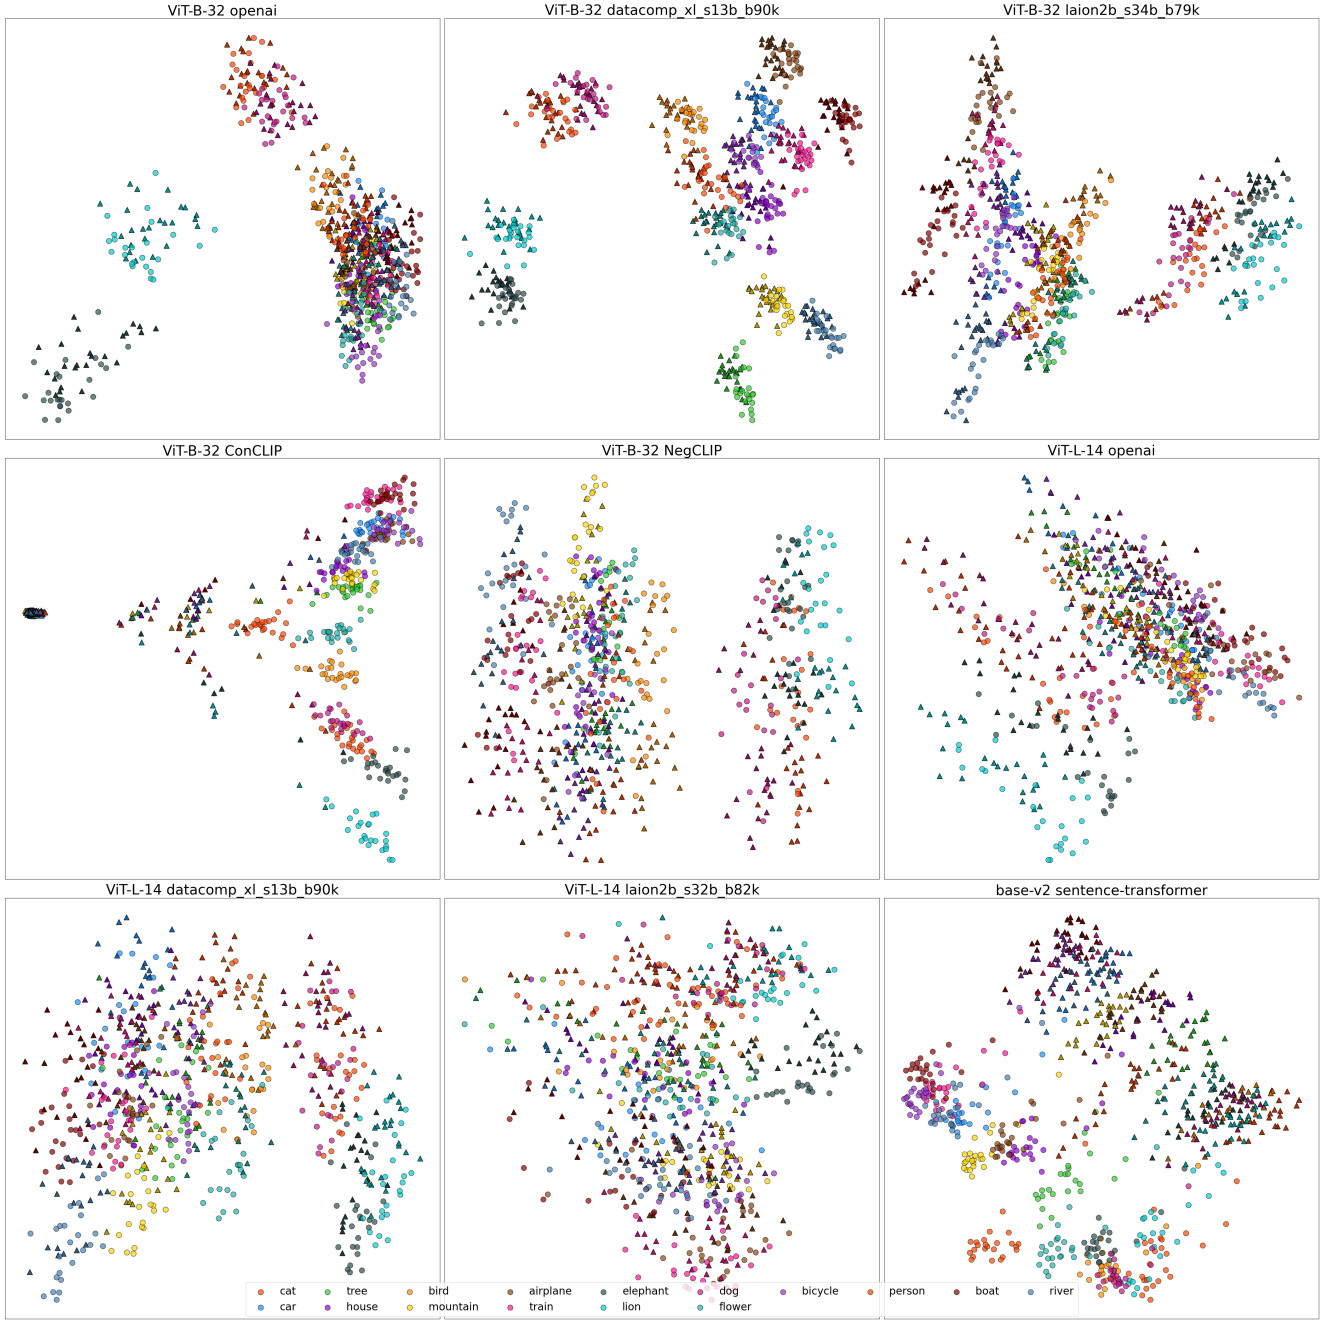 ViT-B-32 openai
ViT-B-32 datacomp_xl_s13b_b90k
ViT-B-32 laion2b_s34b_b79k
ViT-B-32 ConCLIP
ViT-B-32 NegCLIP
ViT-L-14 openai
ViT-L-14 datacomp_xl_s13b_b90k
ViT-L-14 laion2b_s32b_b82k
base-v2 sentence-transformer
cat tree bird airplane elephant dog bicycle person boat river
car house mountain train lion flower